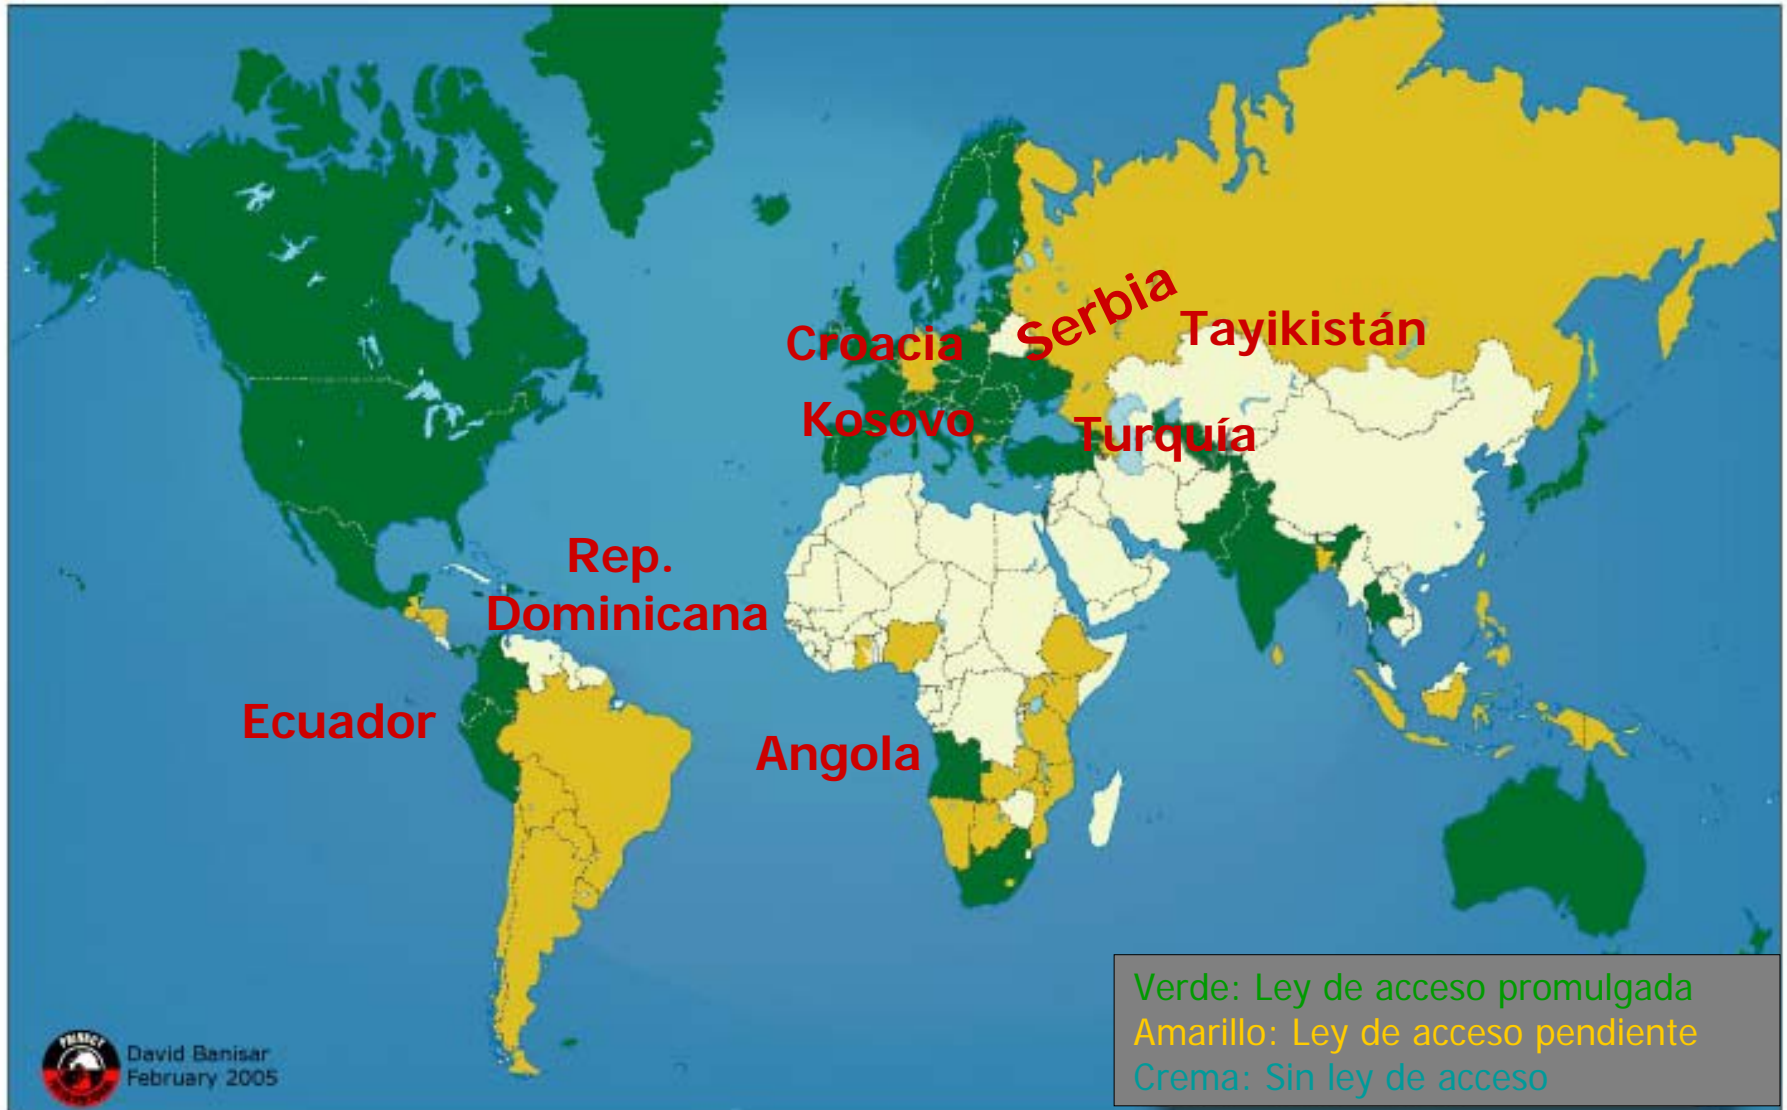 Serbia
Croacia
Tayikistán
Kosovo
Turquía
Rep.
Dominicana
Ecuador
Angola
Verde: Ley de acceso promulgada
Amarillo: Ley de acceso pendiente
Crema: Sin ley de acceso
David Banisar
February 2005